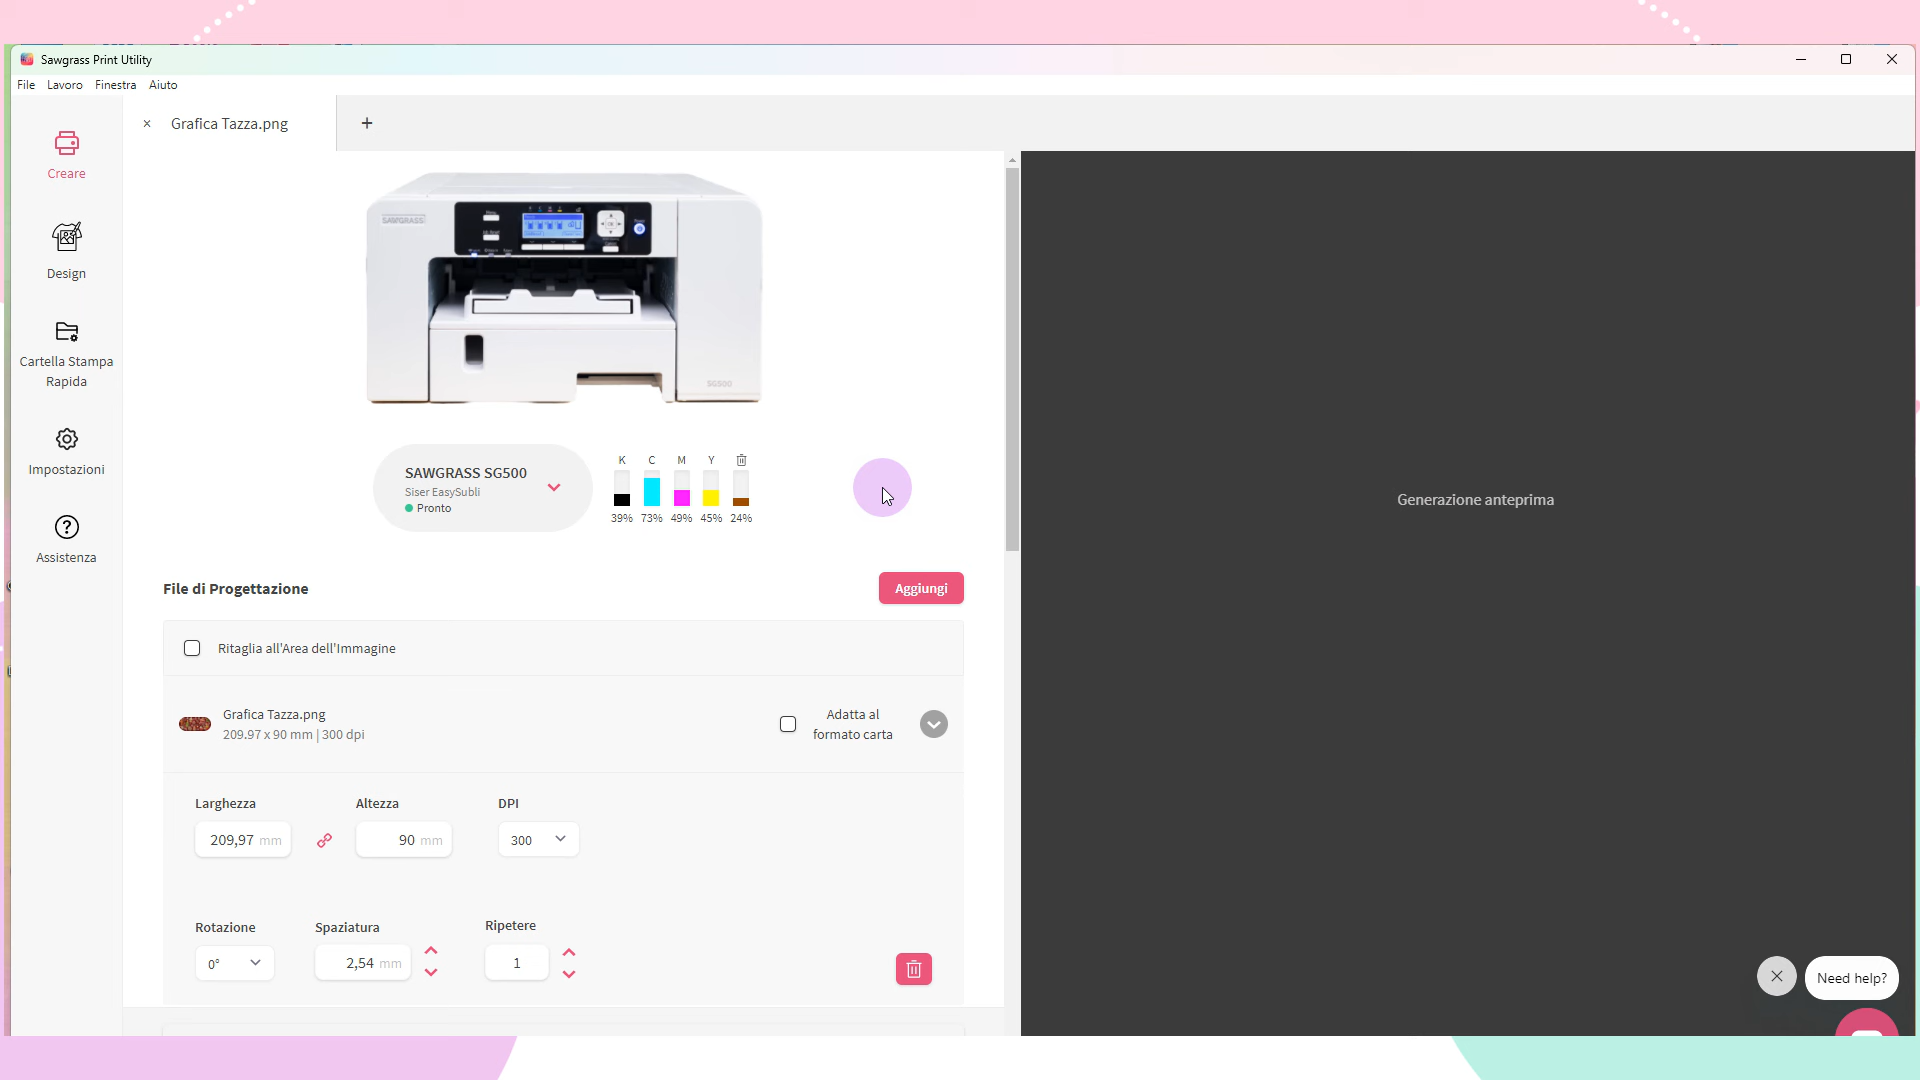 Sawgrass Print Utility
File Lavoro Finestra Aiuto
× Grafica Tazza.png +
Creare
Design
Cartella Stampa
Rapida
Impostazioni
Assistenza
SAWGRASS
SG500
SAWGRASS SG500
Siser EasySubli
Pronto
K C M Y
39% 73% 49% 45% 24%
Generazione anteprima
File di Progettazione
Aggiungi
Ritaglia all'Area dell'Immagine
Grafica Tazza.png
209.97 x 90 mm | 300 dpi
Adatta al
formato carta
Larghezza Altezza DPI
209,97 mm 90 mm 300
Rotazione Spaziatura Ripetere
0° 2,54 mm 1
Need help?